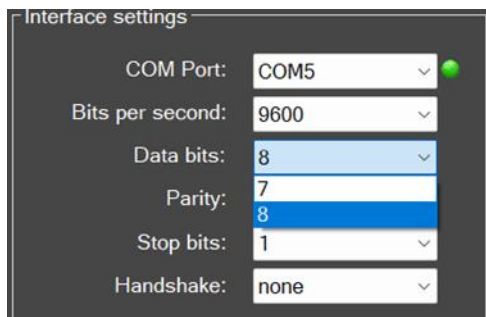 Interface settings
COM Port: COM5
Bits per second: 9600
Data bits: 8
7
Parity:
8
Stop bits: 1
Handshake: none